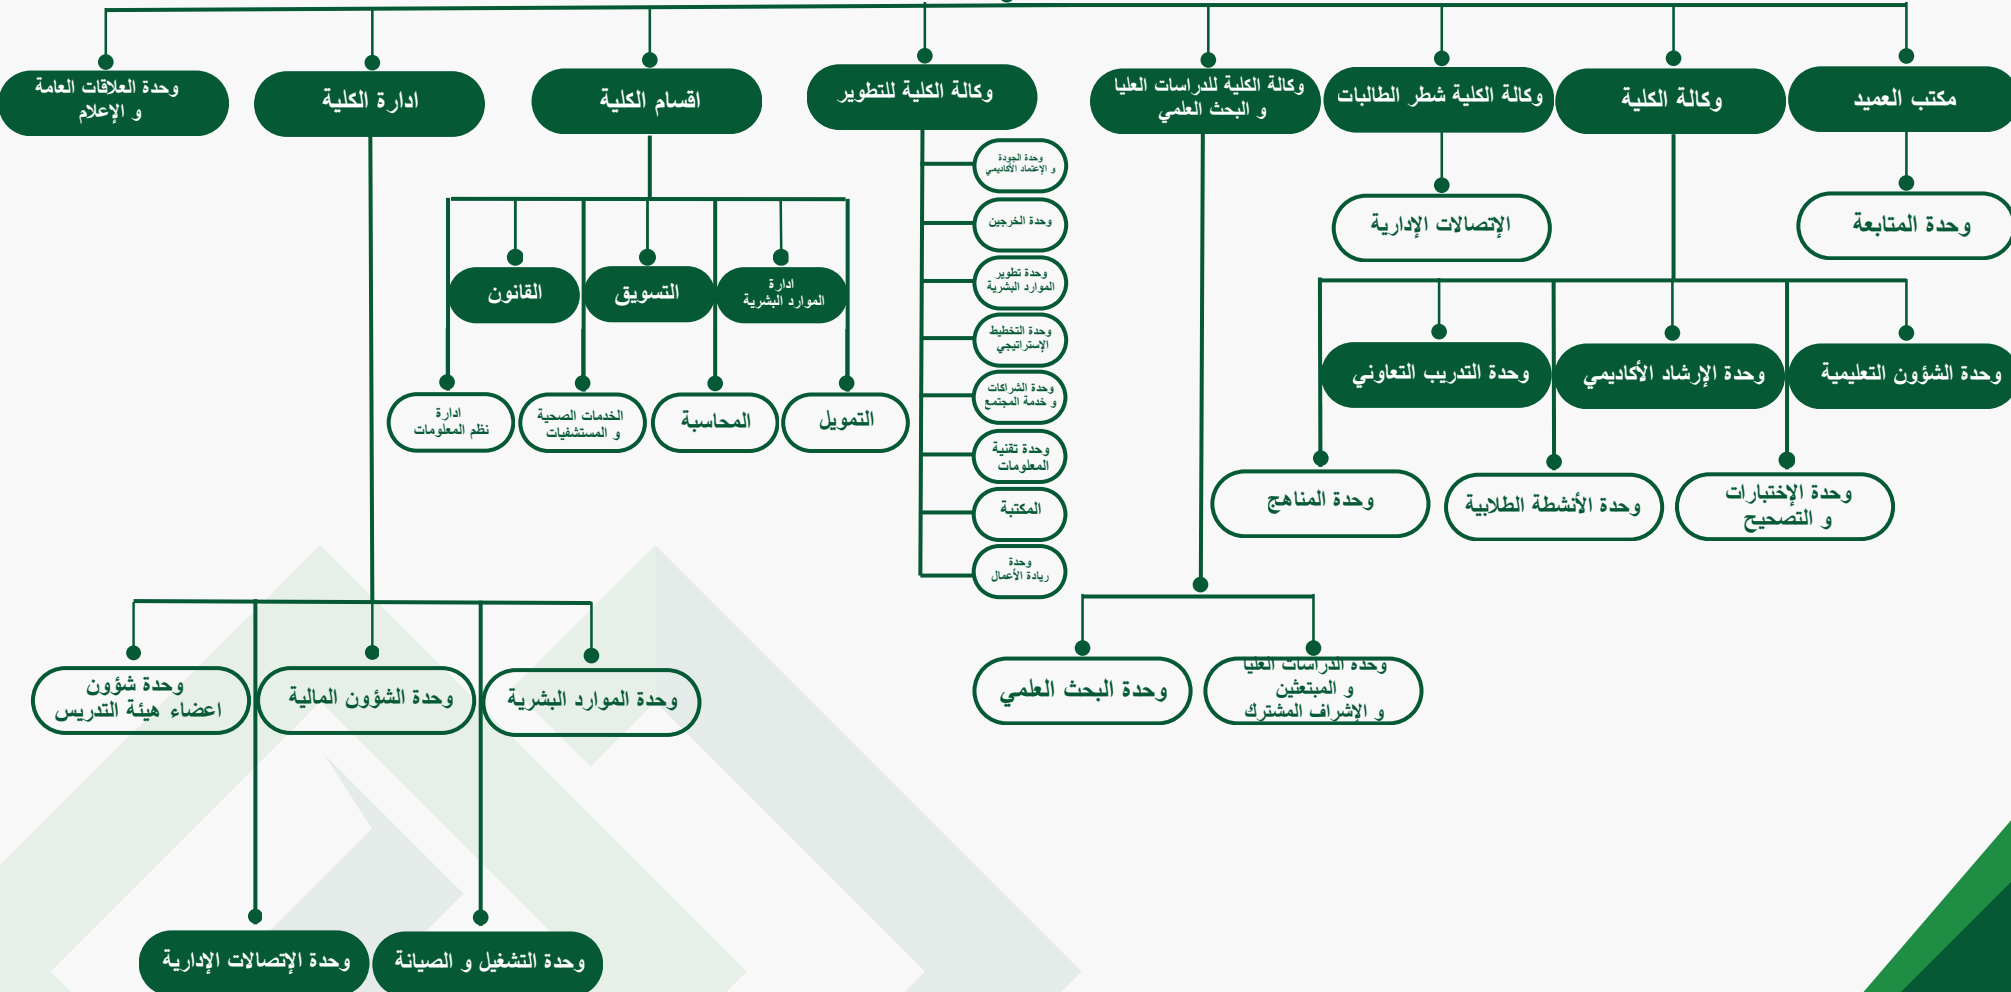 مكتب العميد
وكالة الكلية
وكالة الكلية شطر الطالبات
وكالة الكلية للدراسات العليا
و البحث العلمي
وكالة الكلية للتطوير
اقسام الكلية
ادارة الكلية
وحدة العلاقات العامة
و الإعلام
وحدة المتابعة
الإتصالات الإدارية
وحدة الشؤون التعليمية
وحدة الإرشاد الأكاديمي
وحدة التدريب التعاوني
وحدة الإختبارات
و التصحيح
وحدة الأنشطة الطلابية
وحدة المناهج
وحدة الدراسات العليا
و المبتعثين
و الإشراف المشترك
وحدة البحث العلمي
وحدة الجودة
و الإعتماد الأكاديمي
وحدة الخرجين
وحدة تطوير
الموارد البشرية
وحدة التخطيط
الإستراتيجي
وحدة الشراكات
و خدمة المجتمع
وحدة تقنية
المعلومات
المكتبة
وحدة
ريادة الأعمال
ادارة
الموارد البشرية
التسويق
القانون
التمويل
المحاسبة
الخدمات الصحية
و المستشفيات
ادارة
نظم المعلومات
وحدة الموارد البشرية
وحدة الشؤون المالية
وحدة شؤون
اعضاء هيئة التدريس
وحدة التشغيل و الصيانة
وحدة الإتصالات الإدارية